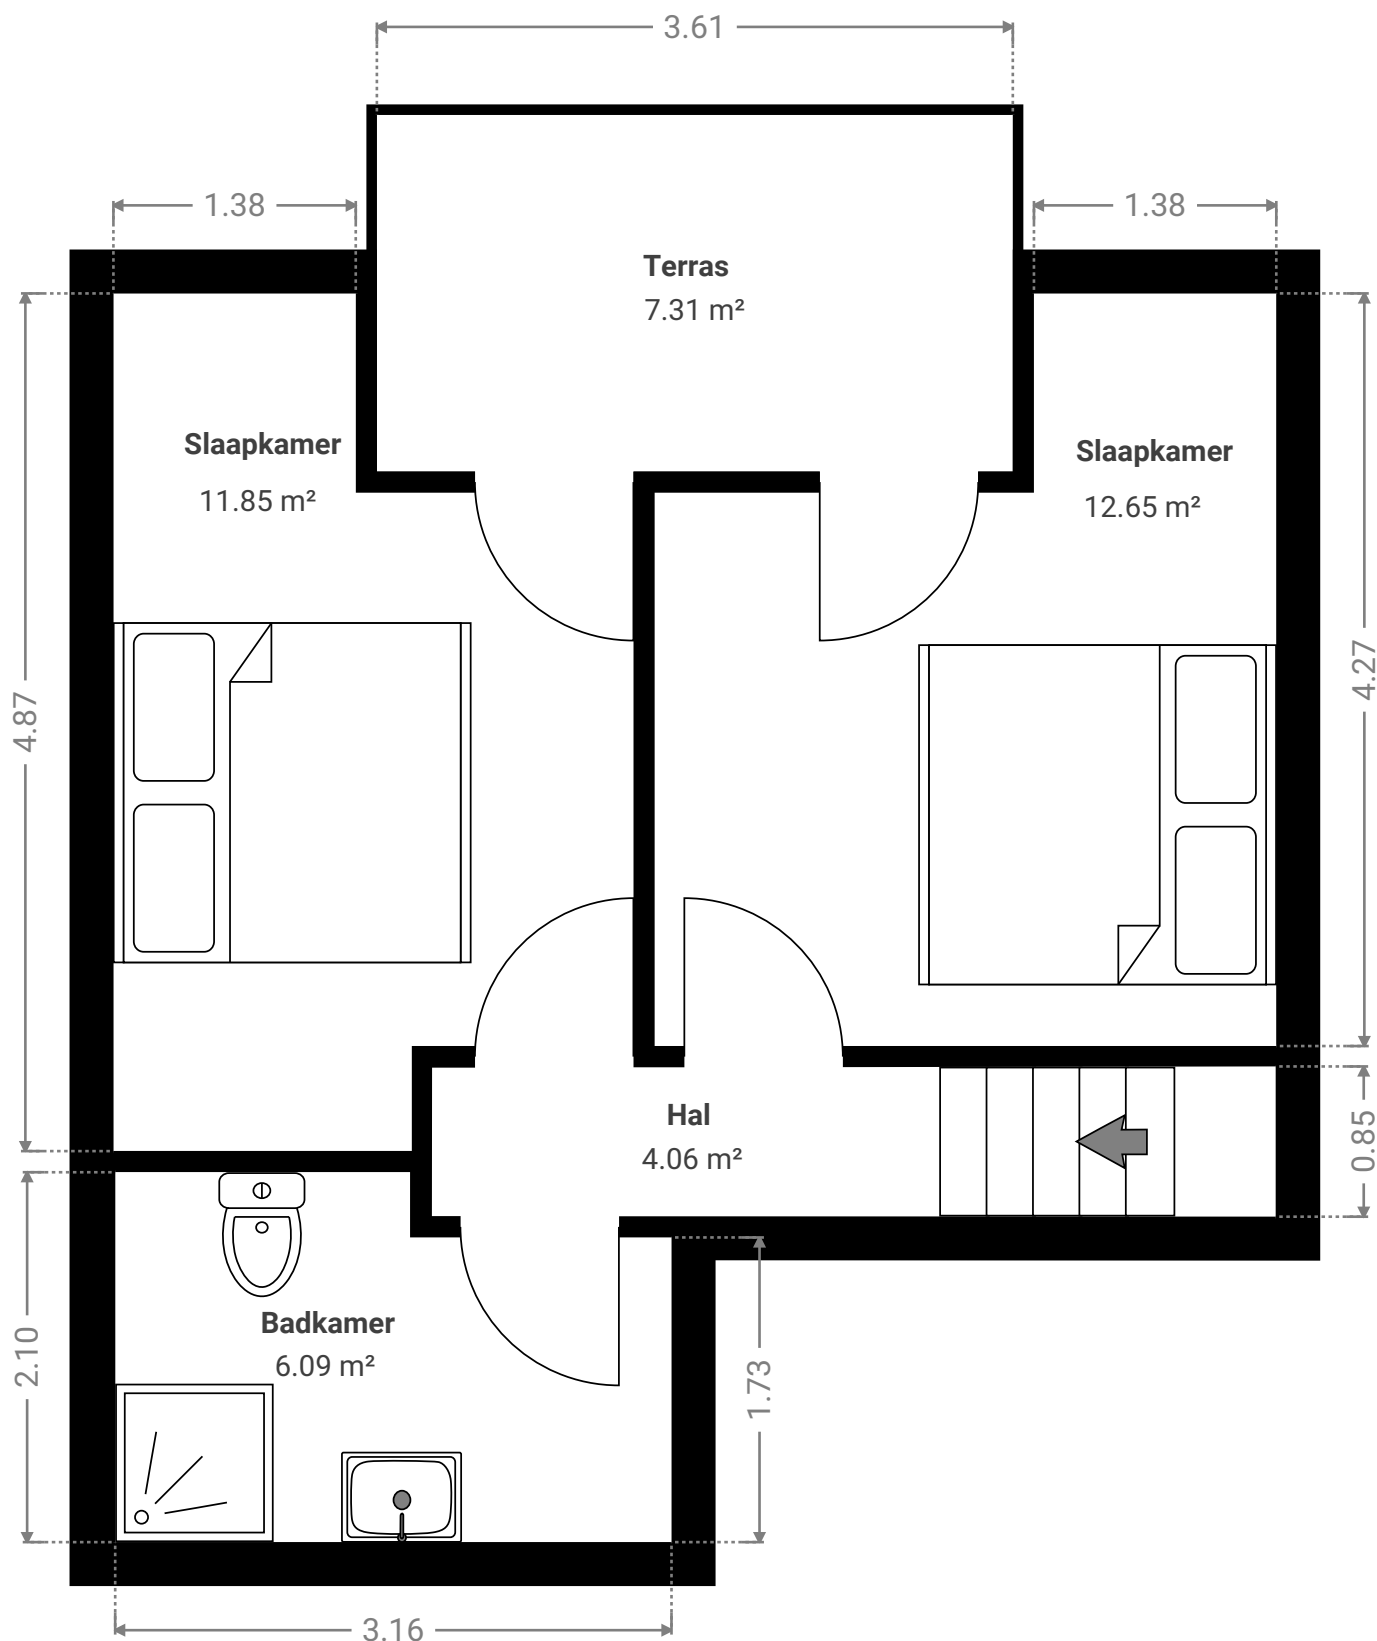 3.61
1.38
1.38
Terras
7.31 m²
Slaapkamer
11.85 m²
Slaapkamer
12.65 m²
4.87
4.27
Hal
4.06 m²
0.85
Badkamer
6.09 m²
2.10
1.73
3.16